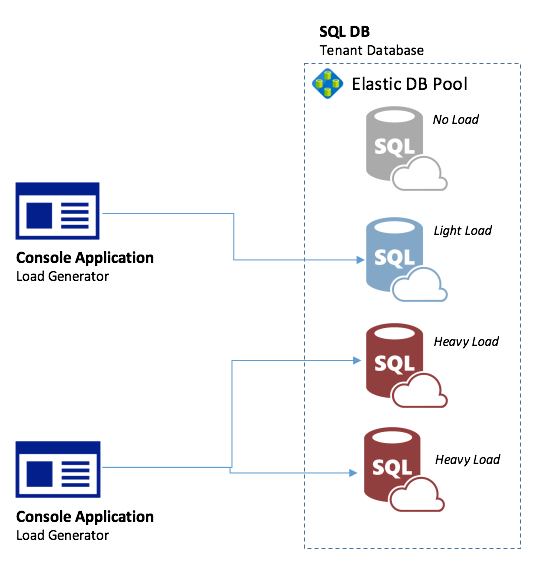 SQL DB
Tenant Database
Elastic DB Pool
No Load
SQL
Light Load
SQL
Console Application
Load Generator
Heavy Load
SQL
Heavy Load
SQL
Console Application
Load Generator